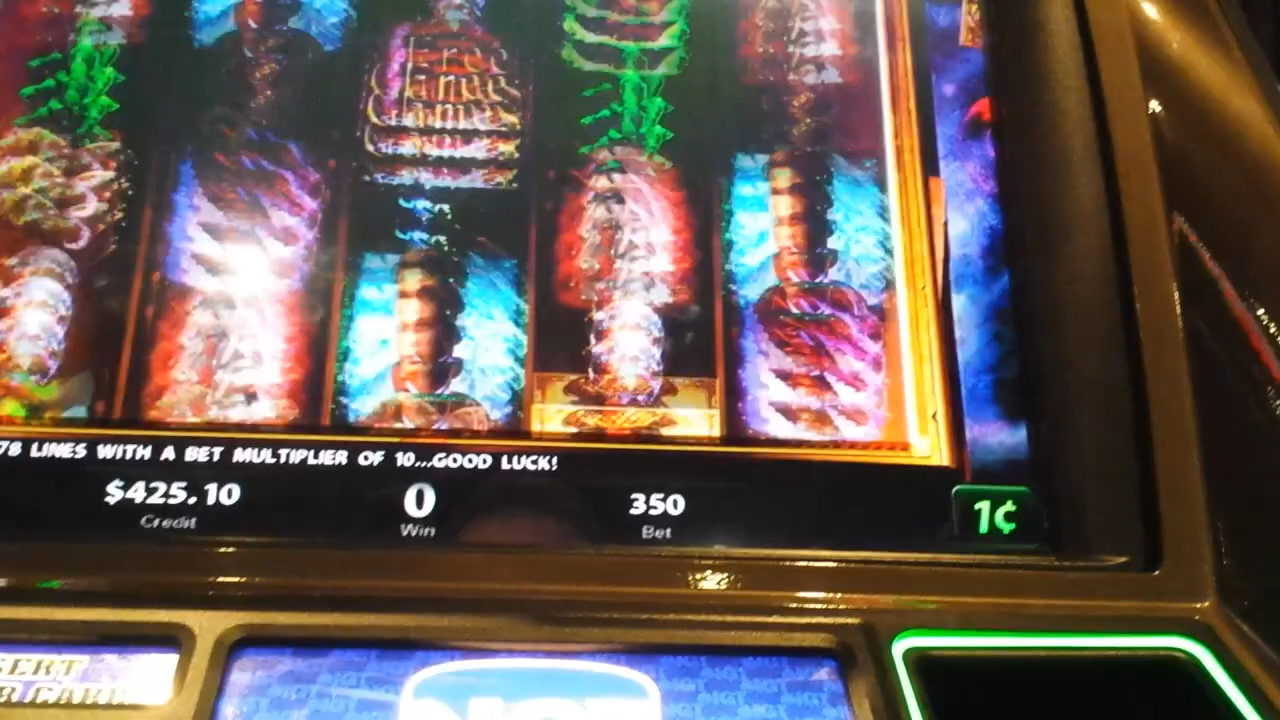 Free
Games
78 LINES WITH A BET MULTIPLIER OF 10...GOOD LUCK!
$425.10 0 350 1¢
Credit Win Bet